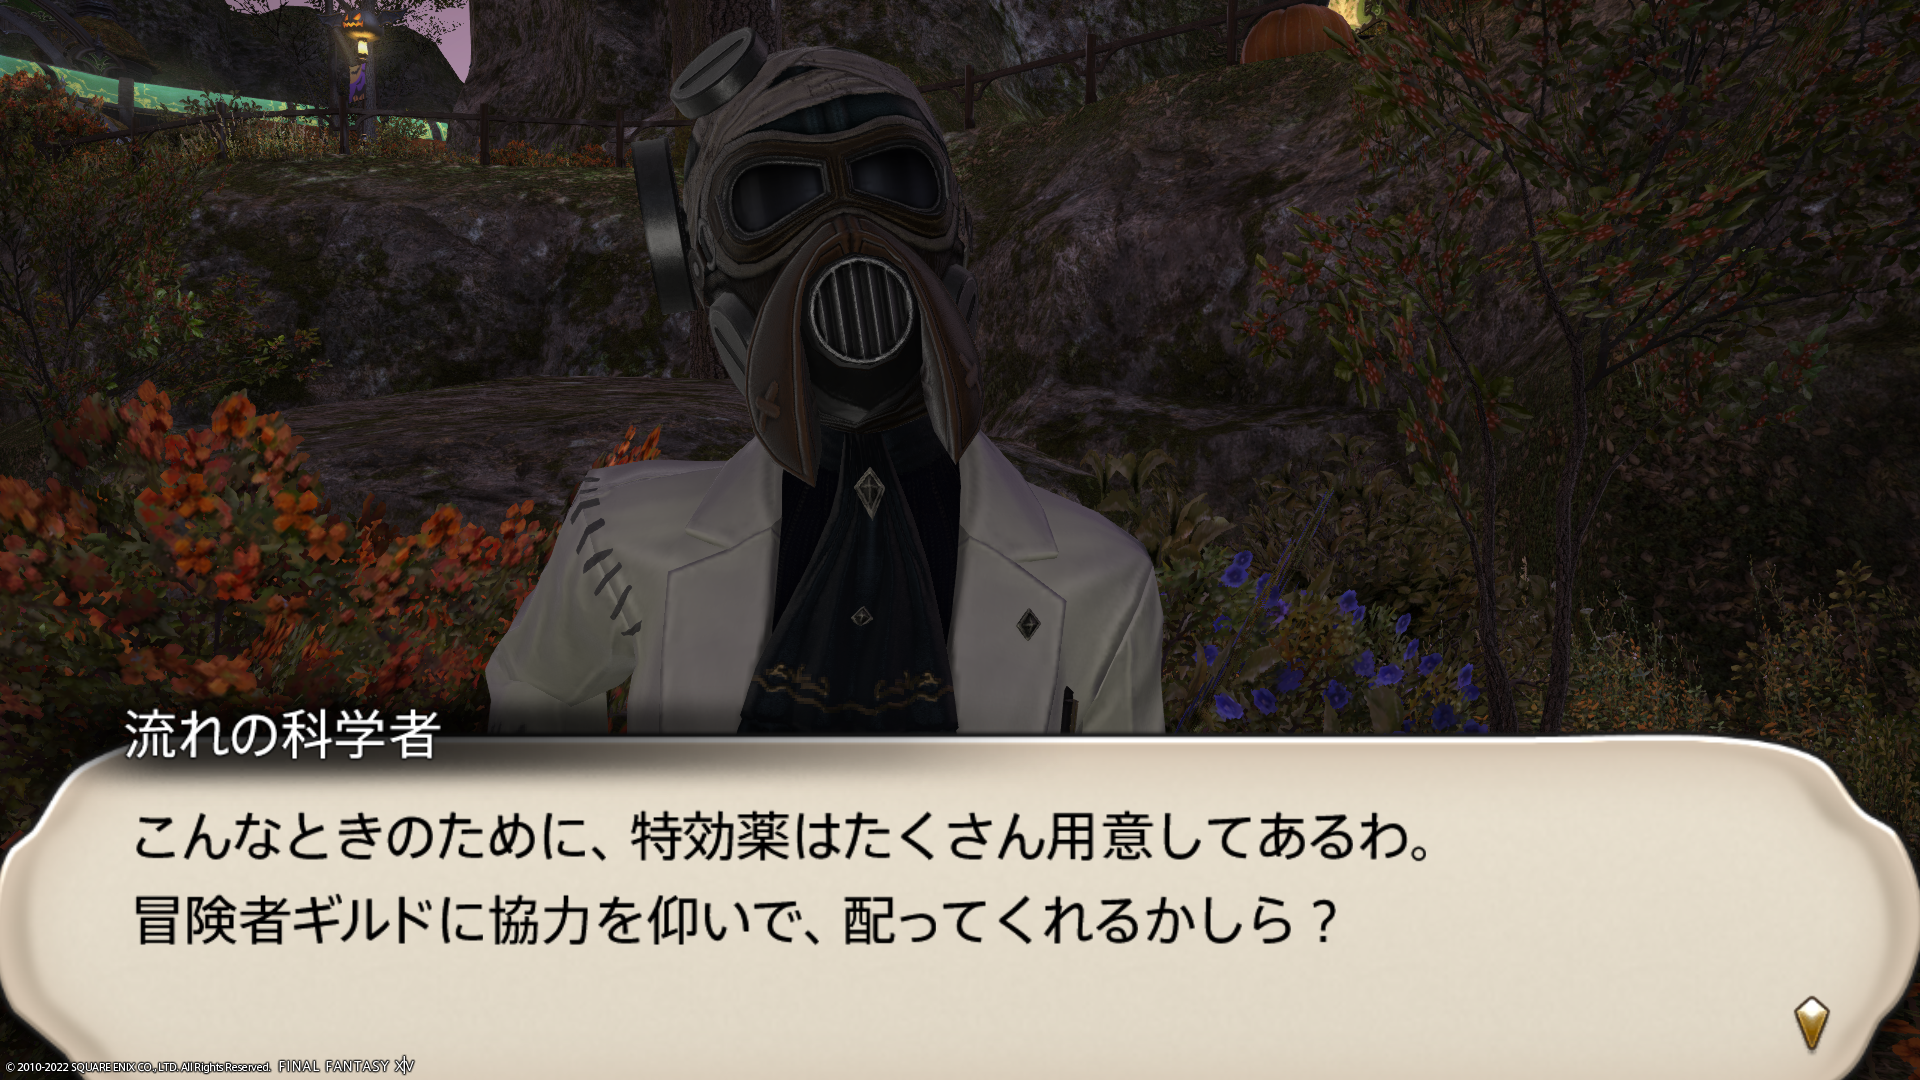 流れの科学者
こんなときのために、特効薬はたくさん用意してあるわ。
冒険者ギルドに協力を仰いで、配ってくれるかしら？
© 2010-2022 SQUARE ENIX CO., LTD. All Rights Reserved. FINAL FANTASY XIV